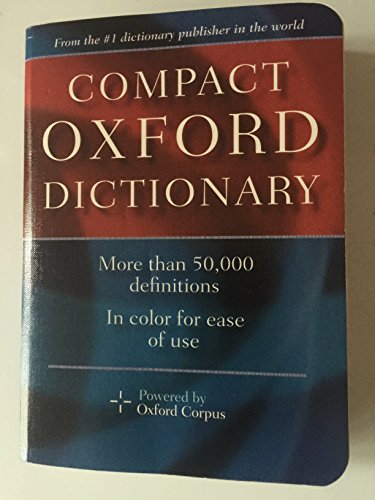 From the #1 dictionary publisher in the world
COMPACT
OXFORD
DICTIONARY
More than 50,000
definitions
In color for ease
of use
Powered by
Oxford Corpus